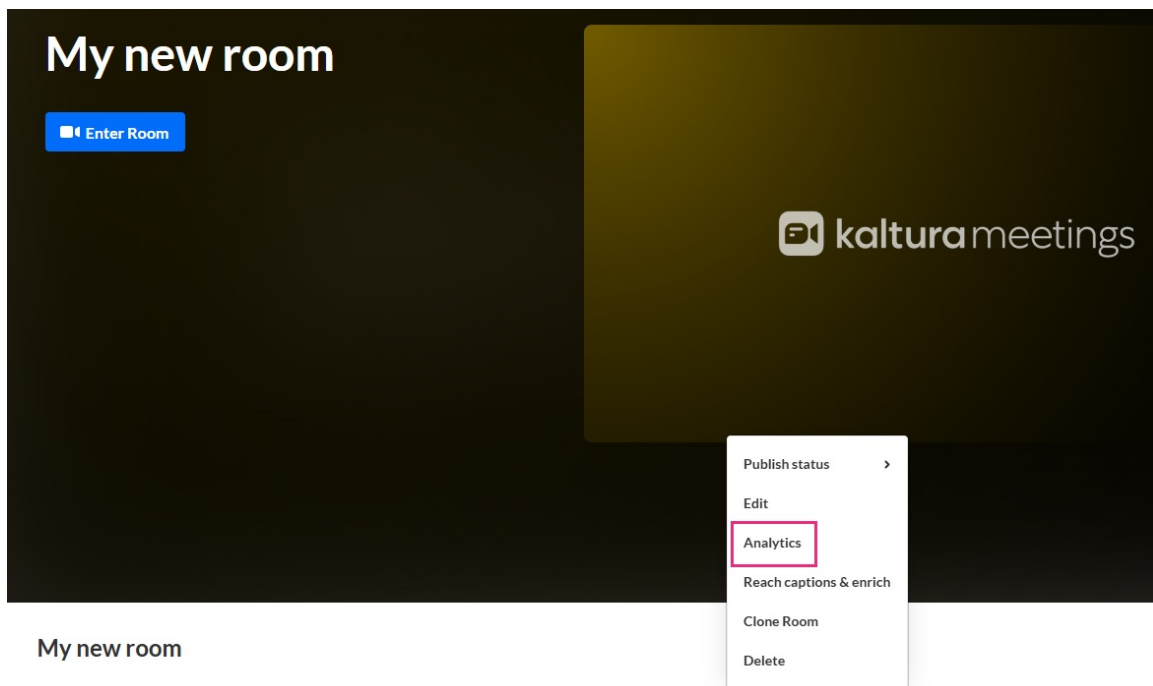 My new room
Enter Room
kaltura meetings
Publish status
Edit
Analytics
Reach captions & enrich
Clone Room
Delete
My new room